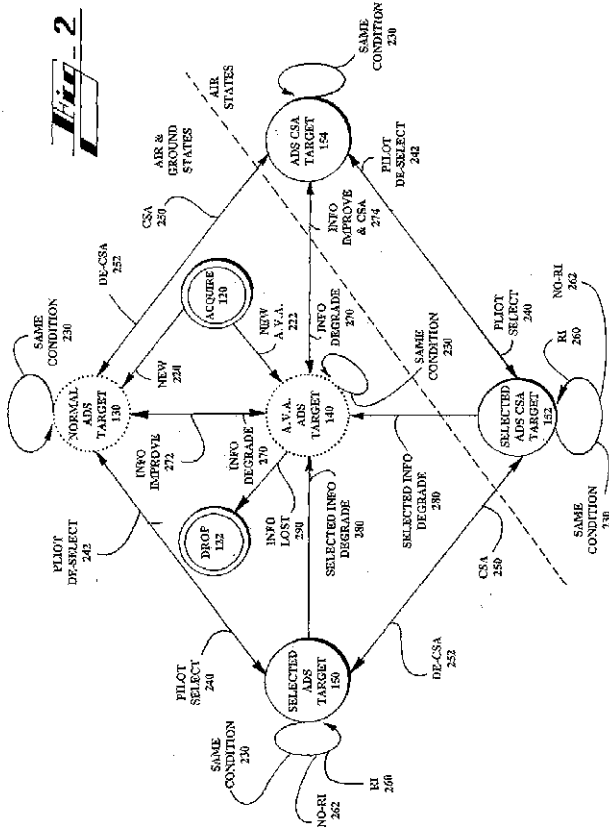 Fig-2
SAME
CONDITION
230
NORMAL
ADS
TARGET
130
PLIOT
DE-SELECT
242
DE-CSA
252
AIR &
GROUND
STATES
AIR
STATES
CSA
250
NEW
224
ACQUIRE
120
INFO
IMPROVE
272
INFO
DEGRADE
270
NEW
A.V.A.
222
DROP
122
PILOT
SELECT
240
INFO
LOST
290
SAME
CONDITION
230
NO-RI
262
RI
260
SELECTED
ADS
TARGET
150
SELECTED INFO
DEGRADE
280
A.V.A.
ADS
TARGET
140
SAME
CONDITION
230
INFO
DEGRADE
270
INFO
IMPROVE
& CSA
274
ADS CSA
TARGET
154
SAME
CONDITION
230
DE-CSA
252
SELECTED INFO
DEGRADE
280
PILOT
DE-SELECT
242
CSA
250
PLIOT
SELECT
240
SELECTED
ADS CSA
TARGET
152
RI
260
NO-RI
262
SAME
CONDITION
230